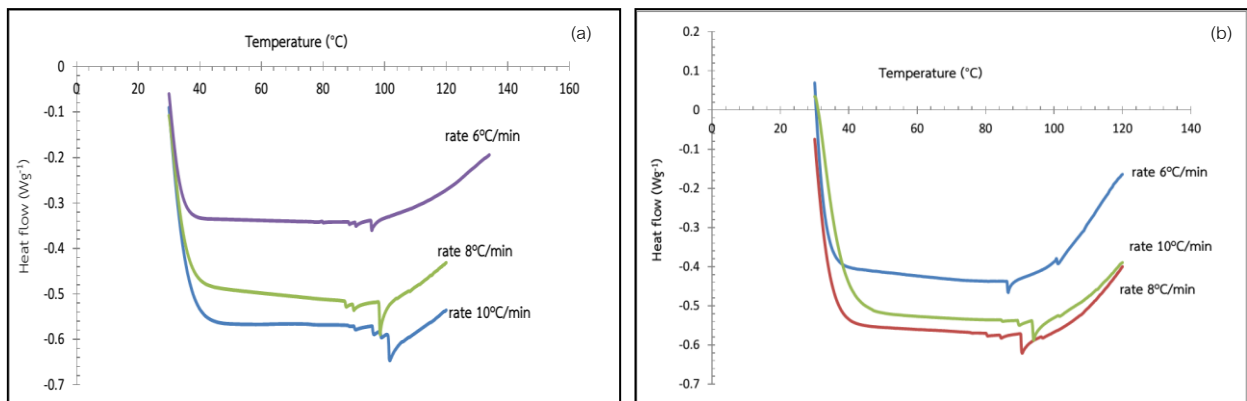 (a)
Temperature (°C)
0
0 20 40 60 80 100 120 140 160
-0.1
-0.2
-0.3
-0.4
-0.5
-0.6
-0.7
Heat flow (Wg⁻¹)
rate 6°C/min
rate 8°C/min
rate 10°C/min
(b)
Temperature (°C)
0.2
0.1
0
0 20 40 60 80 100 120 140
-0.1
-0.2
-0.3
-0.4
-0.5
-0.6
-0.7
Heat flow (Wg⁻¹)
rate 6°C/min
rate 10°C/min
rate 8°C/min